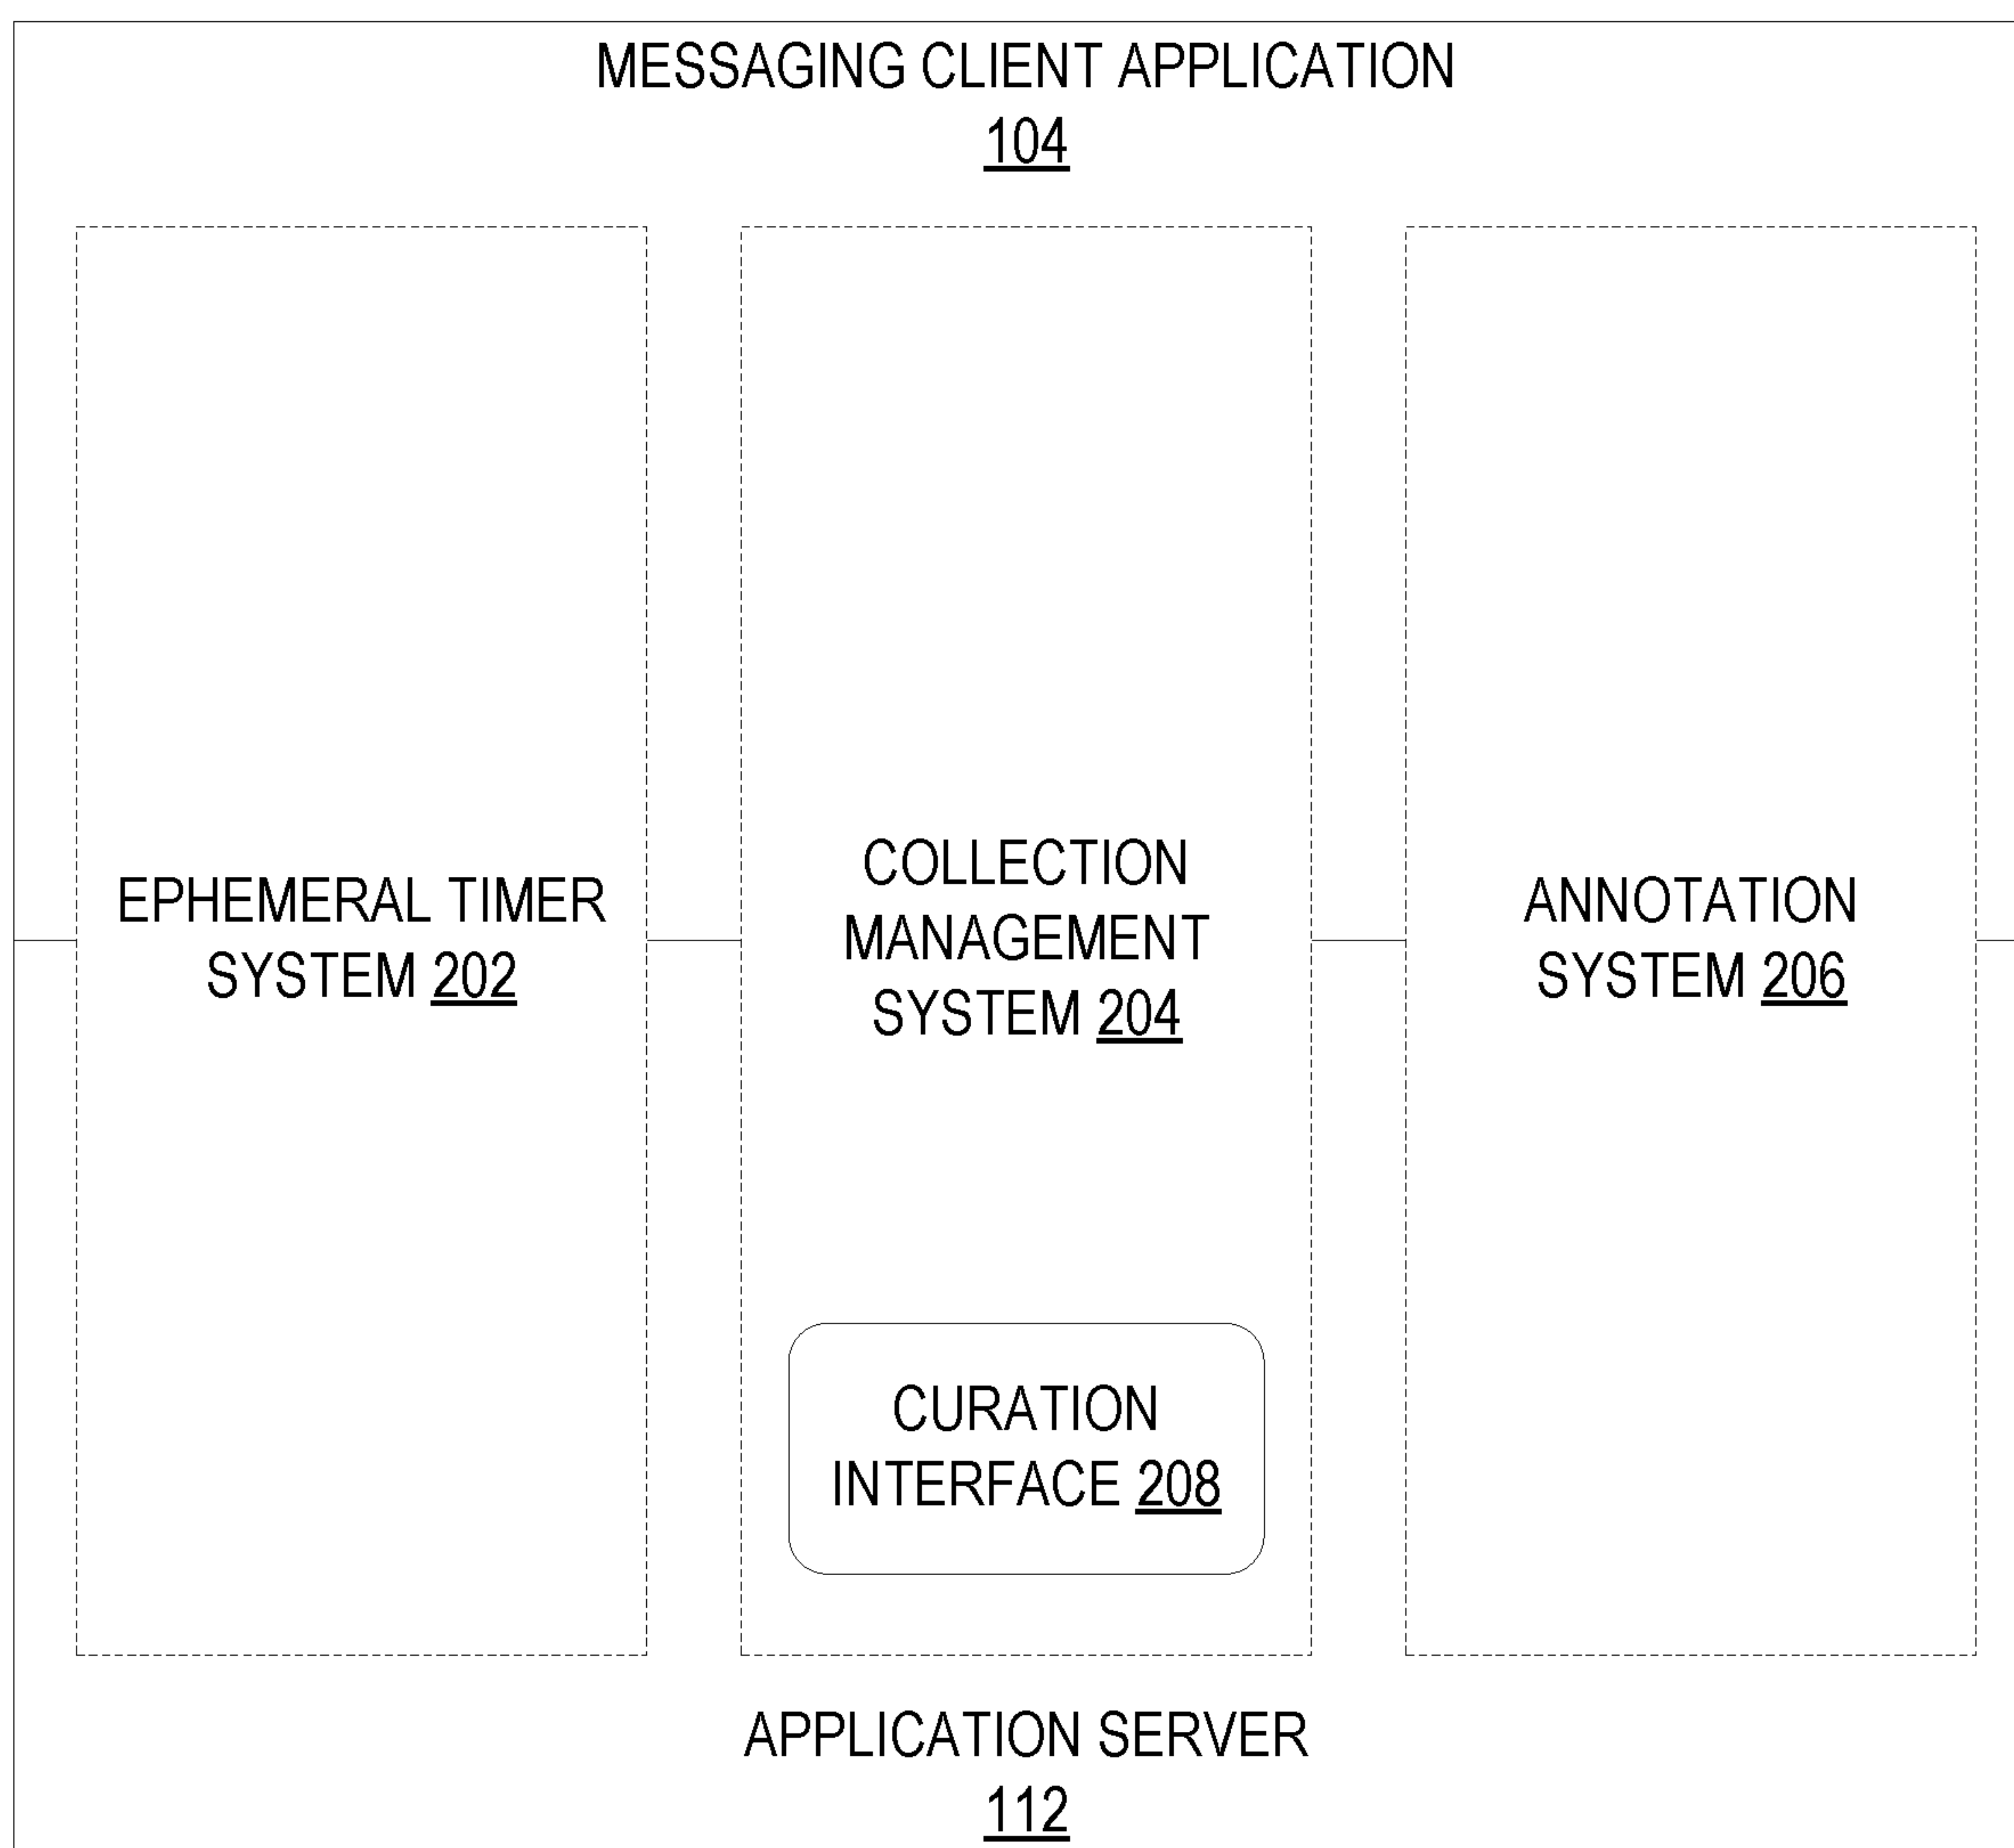 MESSAGING CLIENT APPLICATION
104
EPHEMERAL TIMER
SYSTEM 202
COLLECTION
MANAGEMENT
SYSTEM 204
ANNOTATION
SYSTEM 206
CURATION
INTERFACE 208
APPLICATION SERVER
112